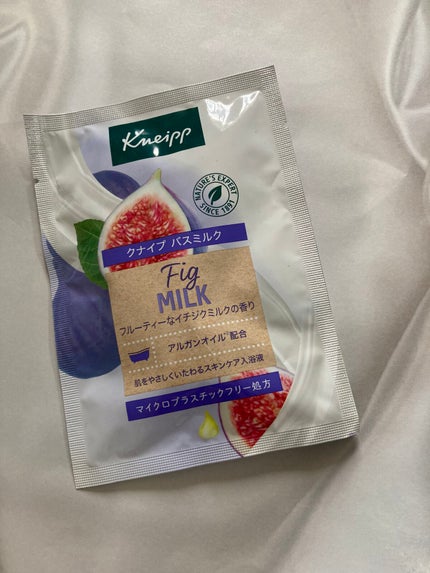 Kneipp
NATURE'S EXPERT
SINCE 1891
クナイプ バスミルク
Fig
MILK
フルーティーなイチジクミルクの香り
アルガンオイル*配合
肌をやさしくいたわるスキンケア入浴液
マイクロプラスチックフリー処方